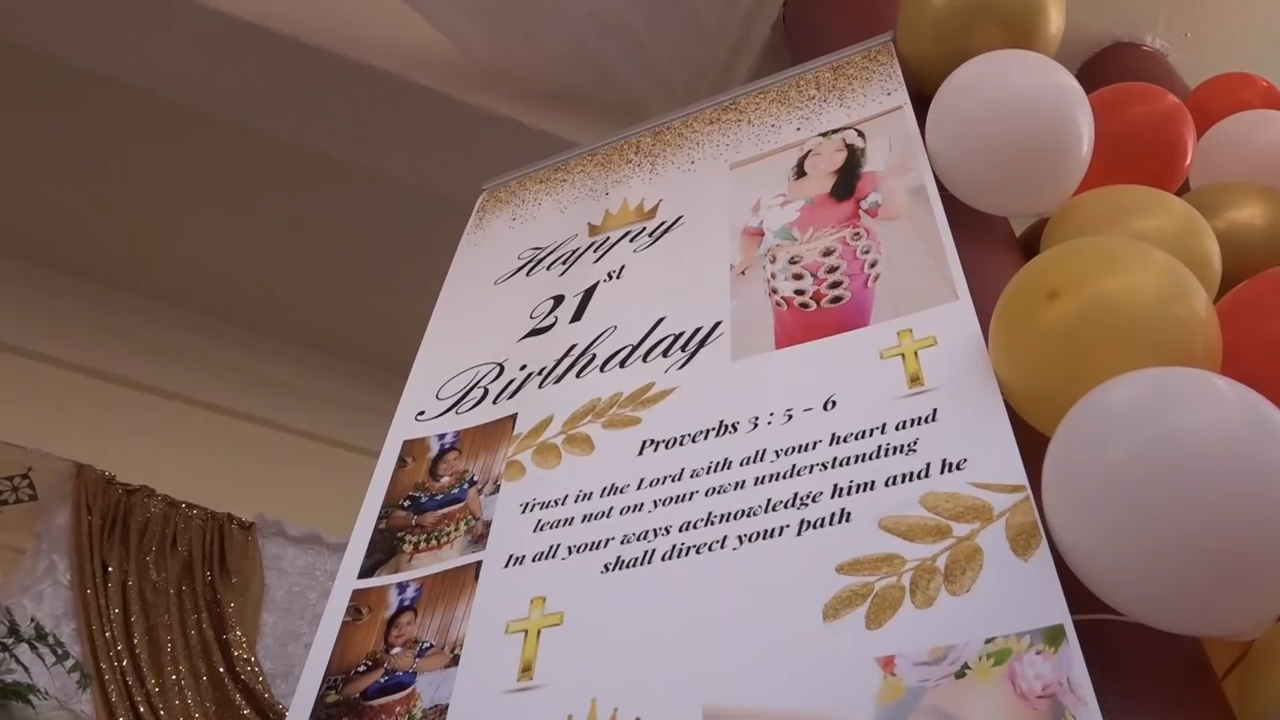 Happy
21st
Birthday
Proverbs 3 : 5 - 6
Trust in the Lord with all your heart and
lean not on your own understanding
In all your ways acknowledge him and he
shall direct your path